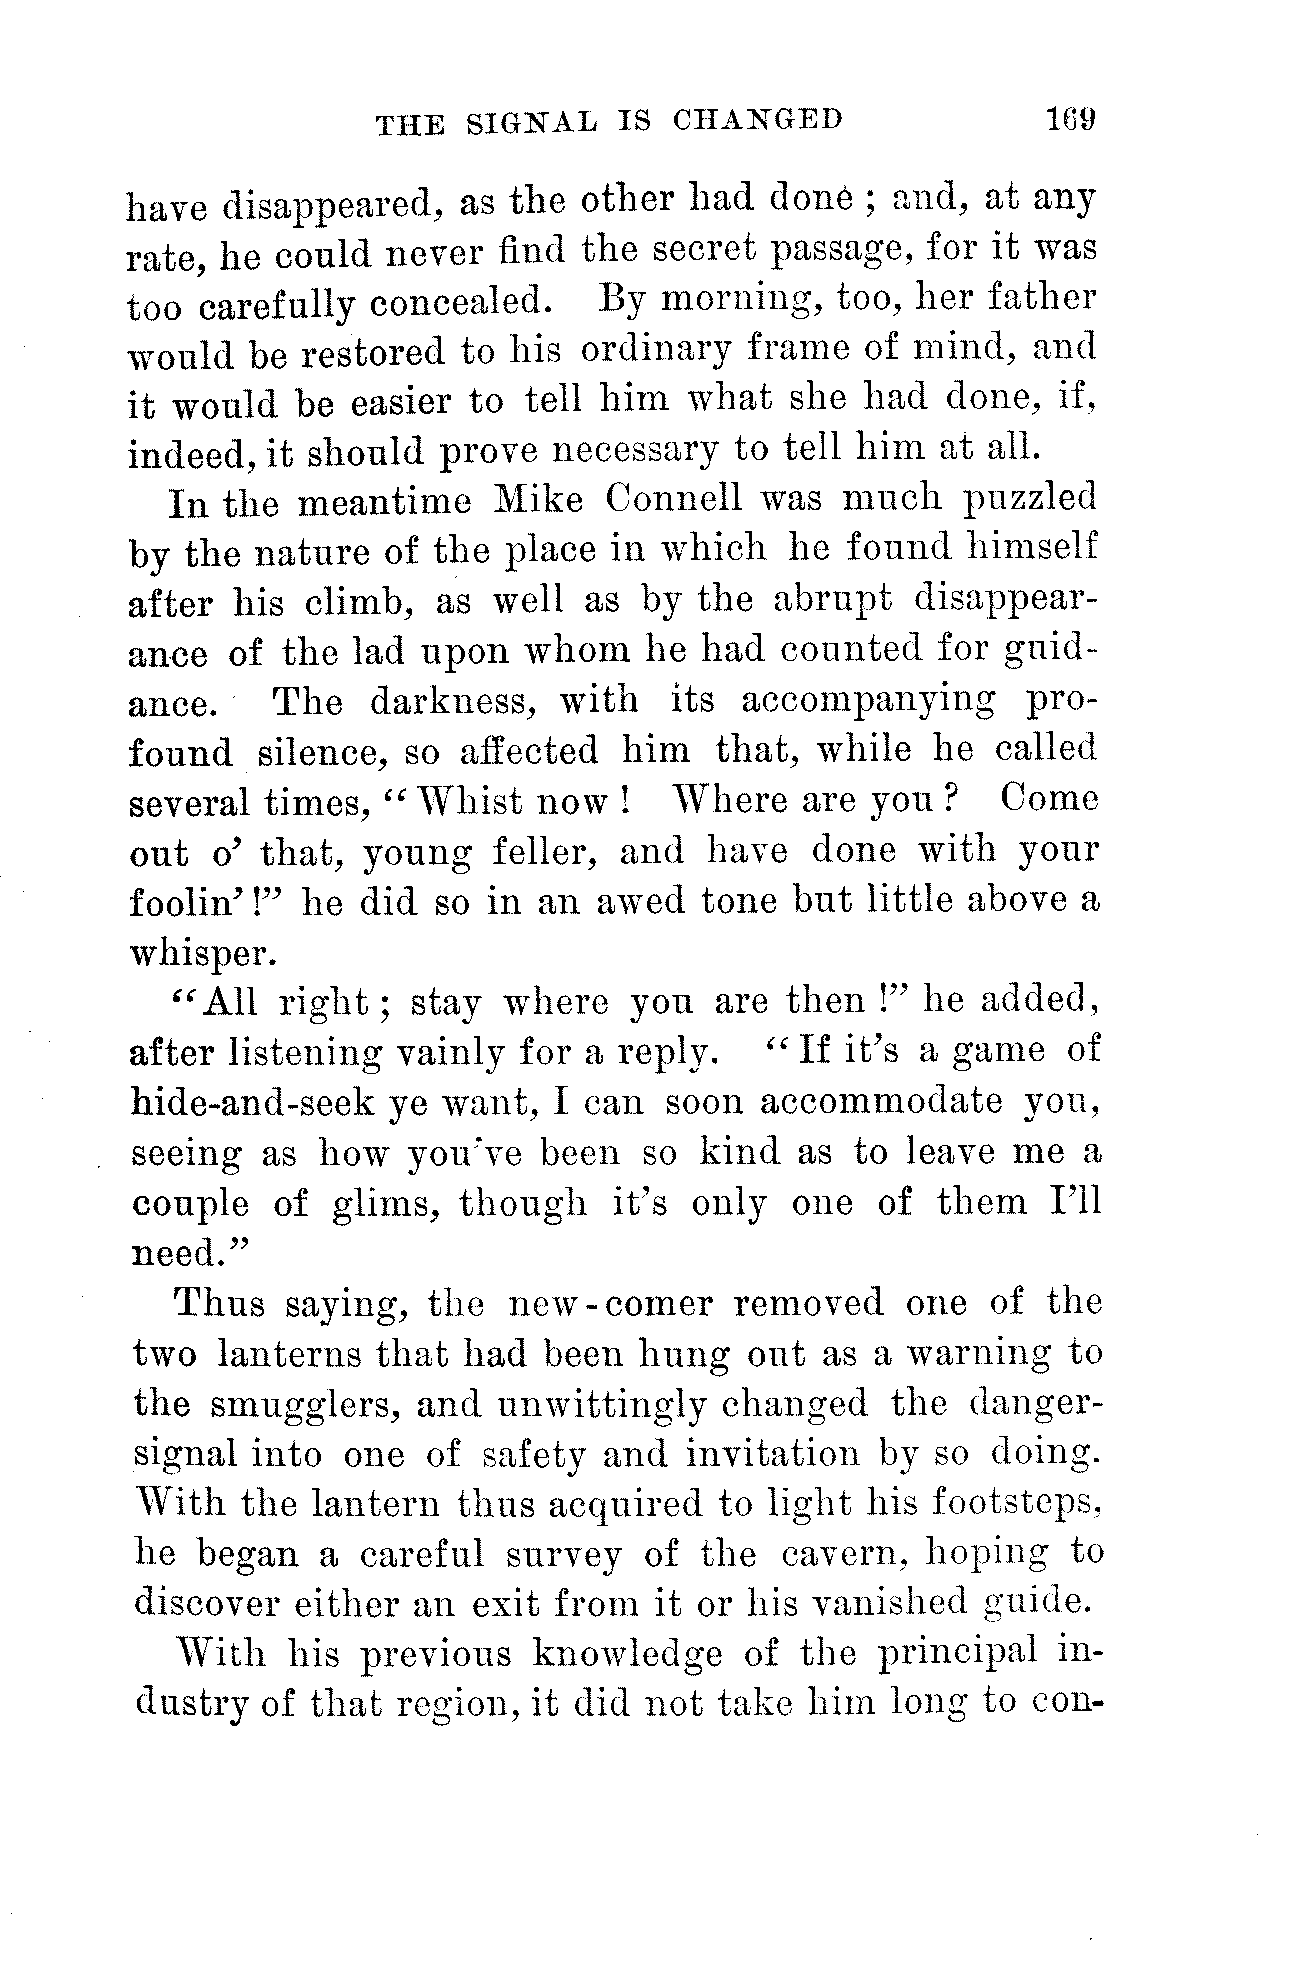 THE SIGNAL IS CHANGED 169
have disappeared, as the other had done ; and, at any
rate, he could never find the secret passage, for it was
too carefully concealed. By morning, too, her father
would be restored to his ordinary frame of mind, and
it would be easier to tell him what she had done, if,
indeed, it should prove necessary to tell him at all.
In the meantime Mike Connell was much puzzled
by the nature of the place in which he found himself
after his climb, as well as by the abrupt disappear-
ance of the lad upon whom he had counted for guid-
ance. The darkness, with its accompanying pro-
found silence, so affected him that, while he called
several times, “Whist now ! Where are you ? Come
out o’ that, young feller, and have done with your
foolin’ !” he did so in an awed tone but little above a
whisper.
“All right ; stay where you are then !” he added,
after listening vainly for a reply. “If it’s a game of
hide-and-seek ye want, I can soon accommodate you,
seeing as how you’ve been so kind as to leave me a
couple of glims, though it’s only one of them I’ll
need.”
Thus saying, the new-comer removed one of the
two lanterns that had been hung out as a warning to
the smugglers, and unwittingly changed the danger-
signal into one of safety and invitation by so doing.
With the lantern thus acquired to light his footsteps,
he began a careful survey of the cavern, hoping to
discover either an exit from it or his vanished guide.
With his previous knowledge of the principal in-
dustry of that region, it did not take him long to con-